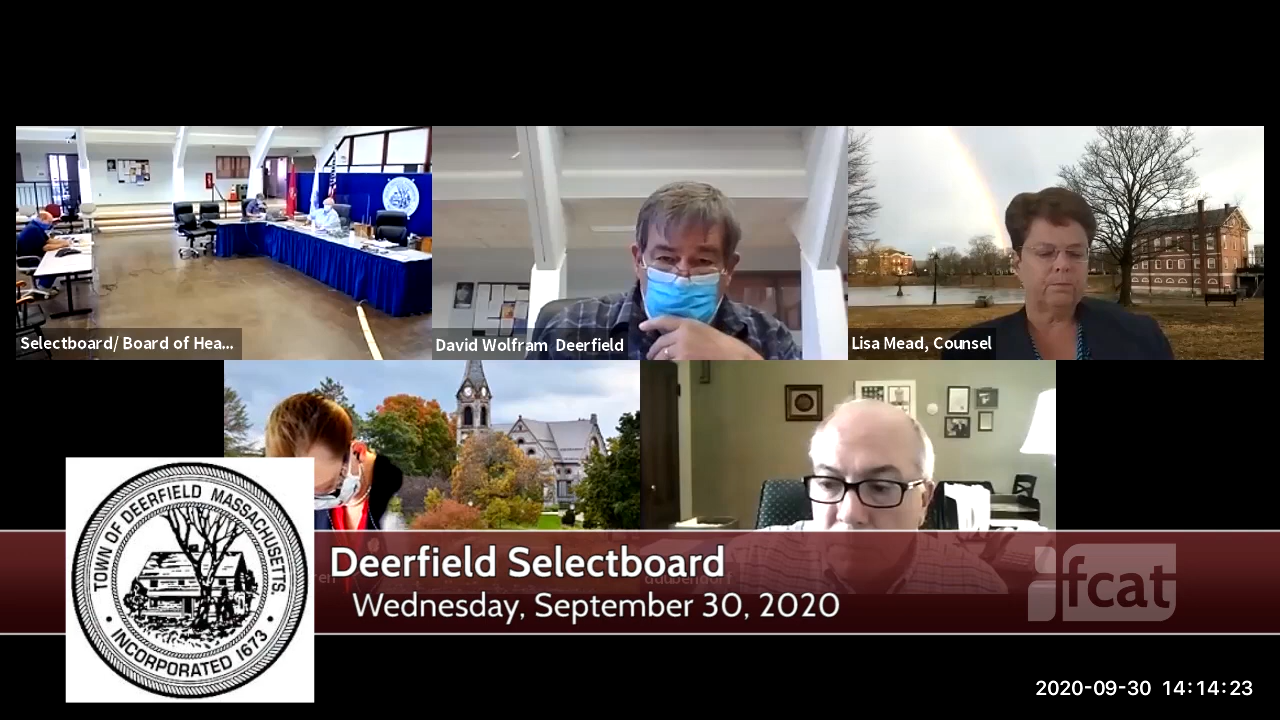 Selectboard/ Board of Hea...
David Wolfram Deerfield
Lisa Mead, Counsel
TOWN OF DEERFIELD MASSACHUSETTS.
INCORPORATED 1673
Deerfield Selectboard
Wednesday, September 30, 2020
fcat
2020-09-30 14:14:23